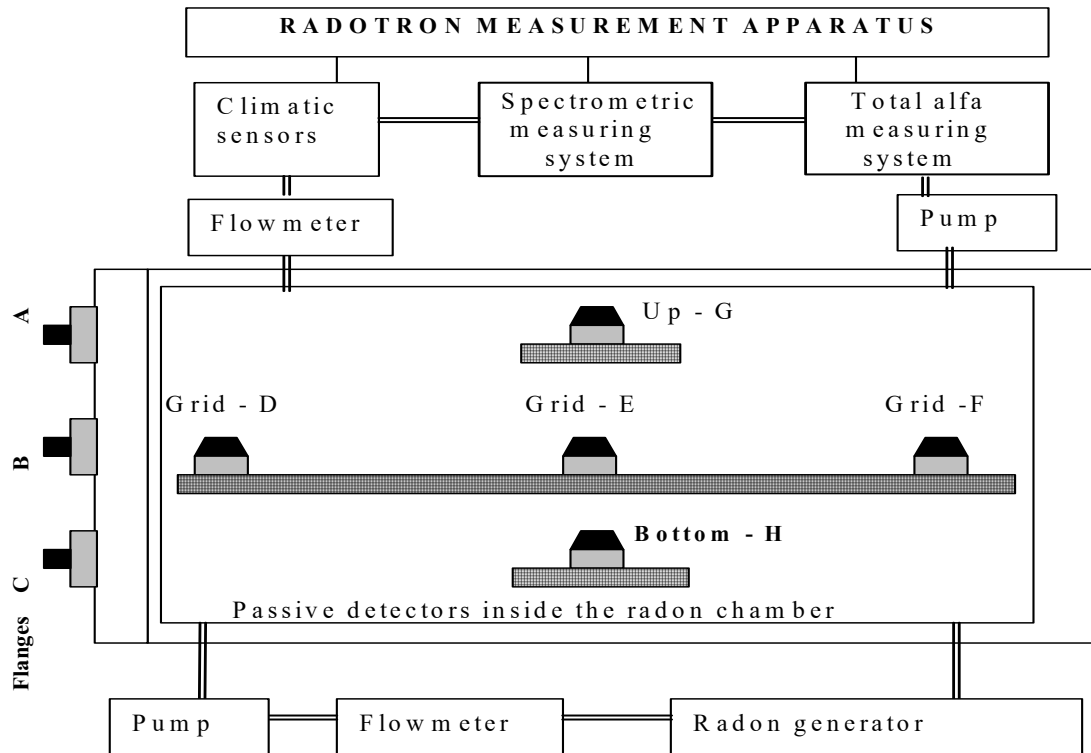 RADOTRON MEASUREMENT APPARATUS
Climatic
sensors
Spectrometric
measuring
system
Total alfa
measuring
system
Flowmeter
Pump
A
Up - G
Grid - D
Grid - E
Grid -F
B
Bottom - H
Flanges C
Passive detectors inside the radon chamber
Pump
Flowmeter
Radon generator